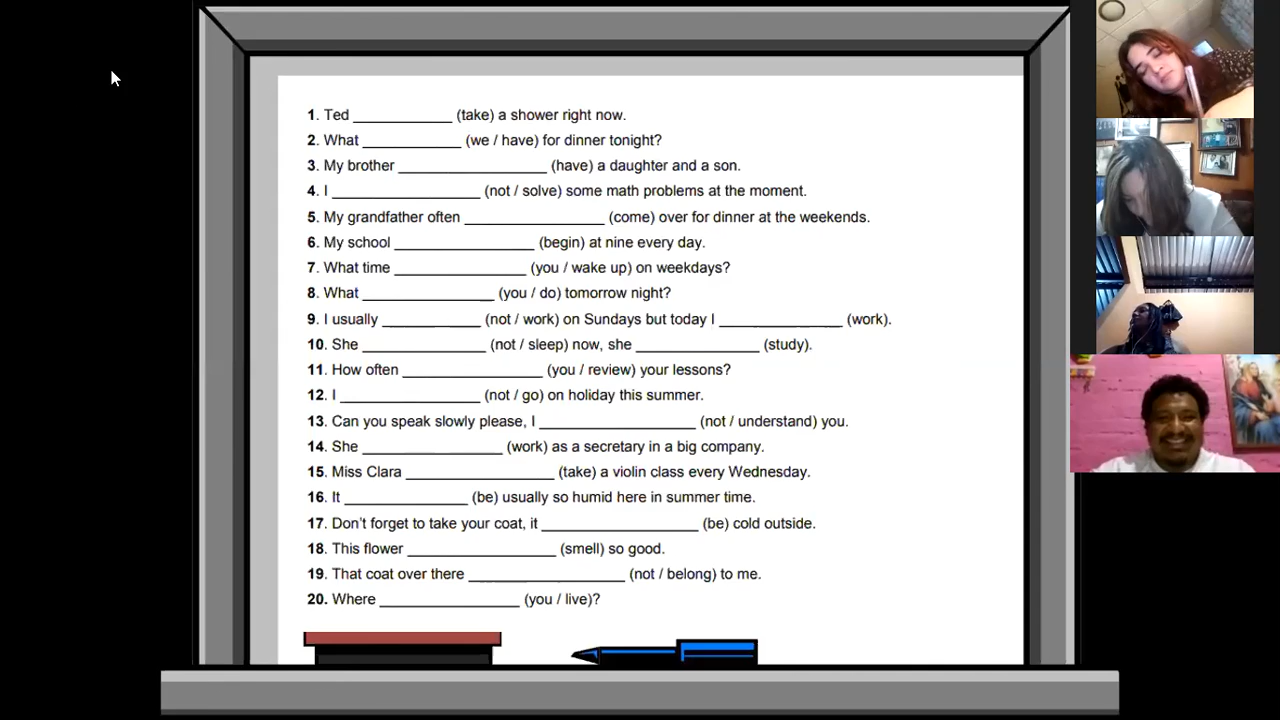 1. Ted ____________ (take) a shower right now.
2. What ____________ (we / have) for dinner tonight?
3. My brother __________________ (have) a daughter and a son.
4. I __________________ (not / solve) some math problems at the moment.
5. My grandfather often _________________ (come) over for dinner at the weekends.
6. My school _________________ (begin) at nine every day.
7. What time ________________ (you / wake up) on weekdays?
8. What ________________ (you / do) tomorrow night?
9. I usually ____________ (not / work) on Sundays but today I _______________ (work).
10. She _______________ (not / sleep) now, she _______________ (study).
11. How often _________________ (you / review) your lessons?
12. I _________________ (not / go) on holiday this summer.
13. Can you speak slowly please, I ___________________ (not / understand) you.
14. She _________________ (work) as a secretary in a big company.
15. Miss Clara __________________ (take) a violin class every Wednesday.
16. It _______________ (be) usually so humid here in summer time.
17. Don't forget to take your coat, it ___________________ (be) cold outside.
18. This flower __________________ (smell) so good.
19. That coat over there ___________________ (not / belong) to me.
20. Where _________________ (you / live)?